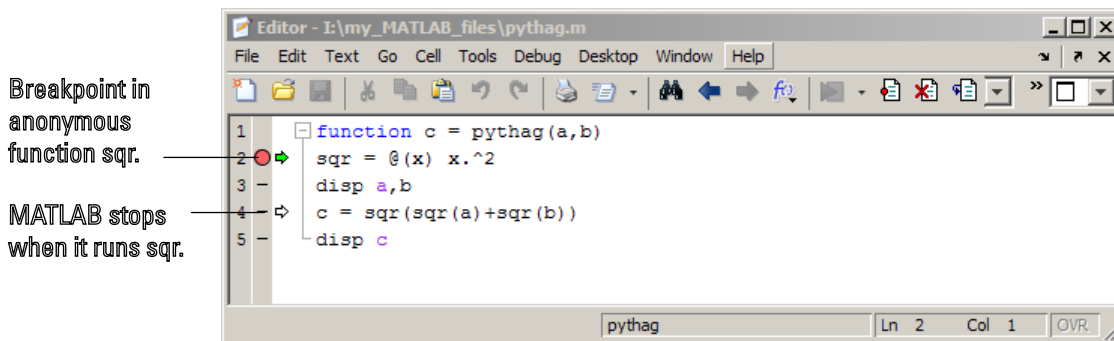 Editor - I:\my_MATLAB_files\pythag.m
File Edit Text Go Cell Tools Debug Desktop Window Help
Breakpoint in
anonymous
function sqr.
MATLAB stops
when it runs sqr.
1 function c = pythag(a,b)
2 sqr = @(x) x.^2
3 disp a,b
4 c = sqr(sqr(a)+sqr(b))
5 disp c
pythag Ln 2 Col 1 OVR